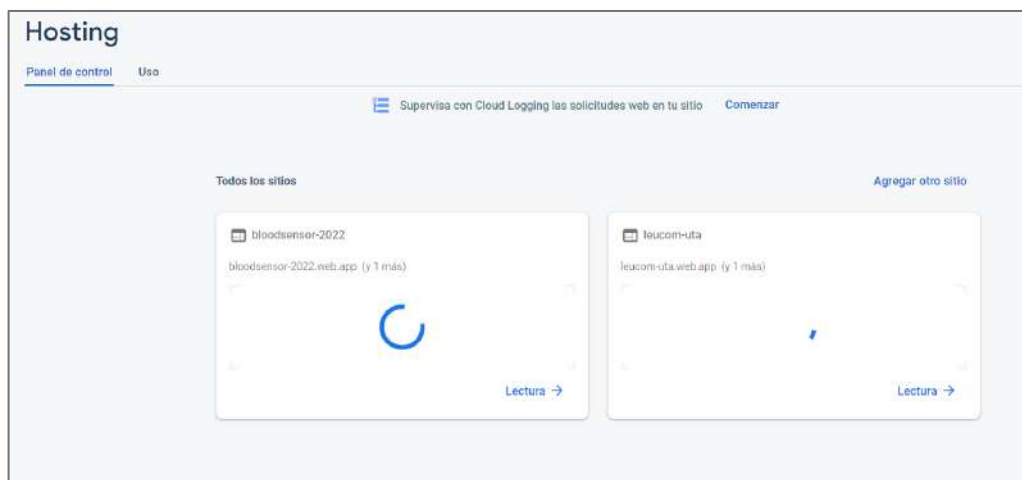 Hosting
Panel de control Uso
Supervisa con Cloud Logging las solicitudes web en tu sitio Comenzar
Todos los sitios Agregar otro sitio
bloodsensor-2022 leucom-uta
bloodsensor-2022.web.app (y 1 más) leucom-uta.web.app (y 1 más)
Lectura → Lectura →